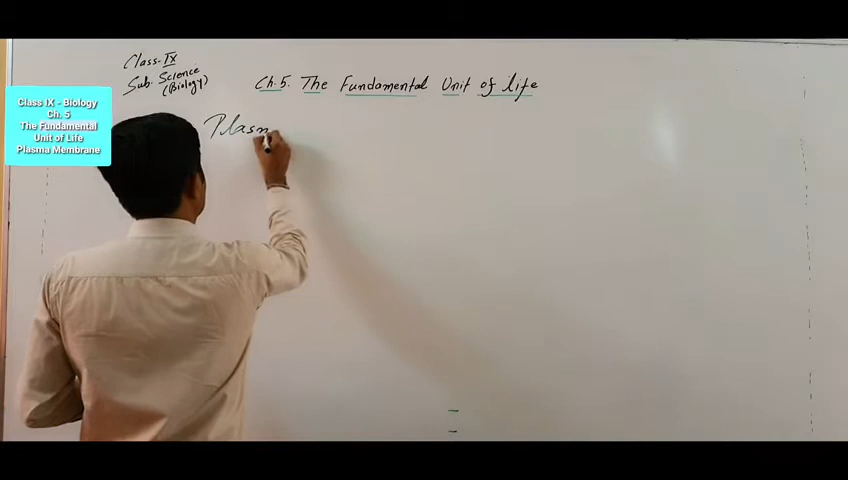 Class-IX
Sub: Science
(Biology)
Ch.5. The Fundamental Unit of life
Class IX - Biology
Ch. 5
The Fundamental
Unit of Life
Plasma Membrane
Plasm